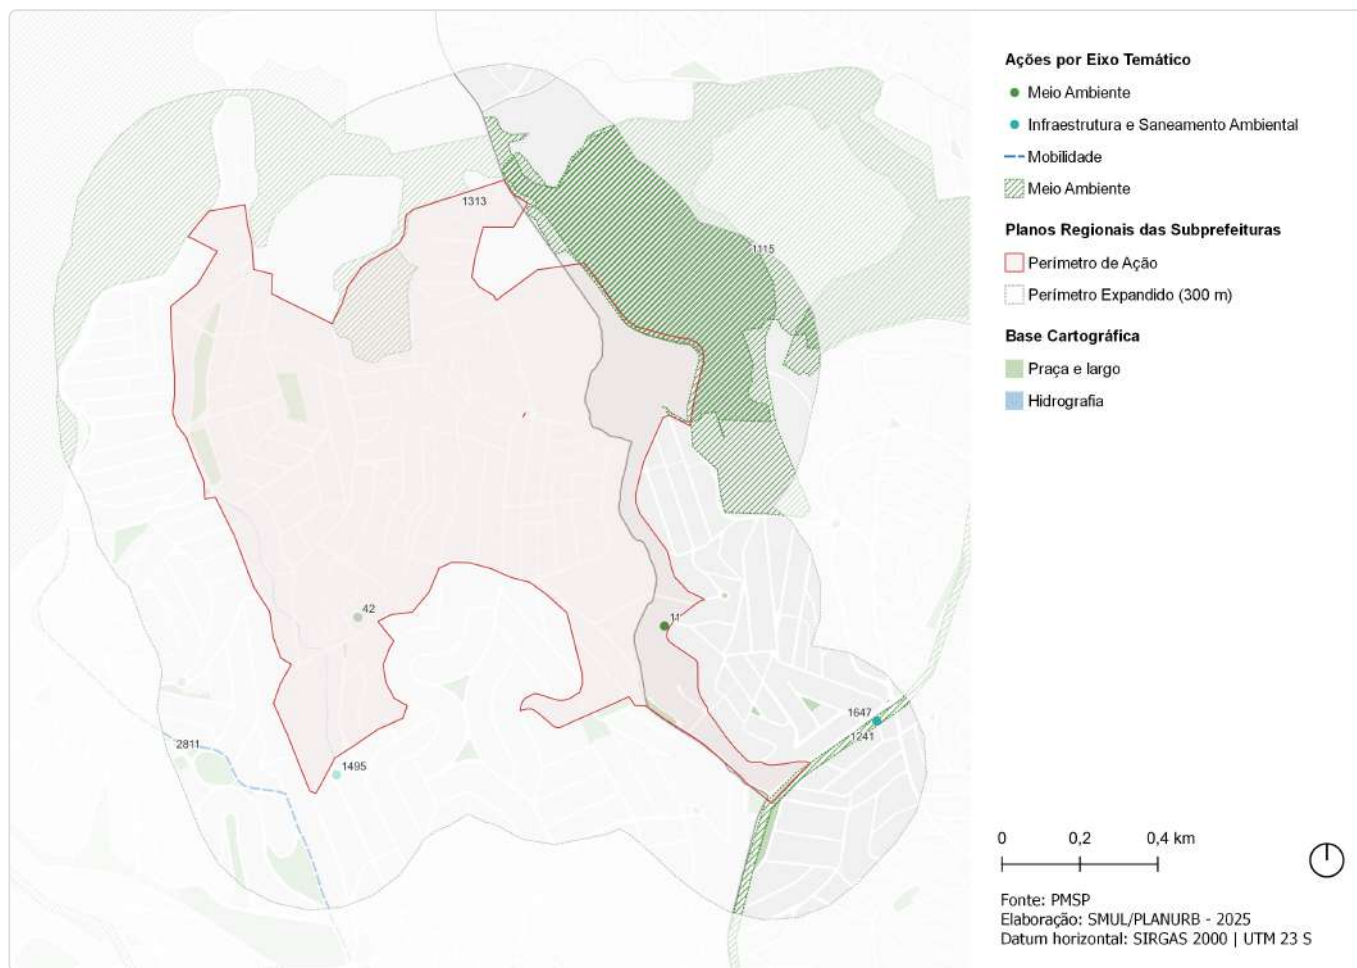 Ações por Eixo Temático
Meio Ambiente
Infraestrutura e Saneamento Ambiental
Mobilidade
Meio Ambiente
Planos Regionais das Subprefeituras
Perímetro de Ação
Perímetro Expandido (300 m)
Base Cartográfica
Praça e largo
Hidrografia
1313
1115
42
11
1647
1241
2811
1495
0 0,2 0,4 km
Fonte: PMSP
Elaboração: SMUL/PLANURB - 2025
Datum horizontal: SIRGAS 2000 | UTM 23 S